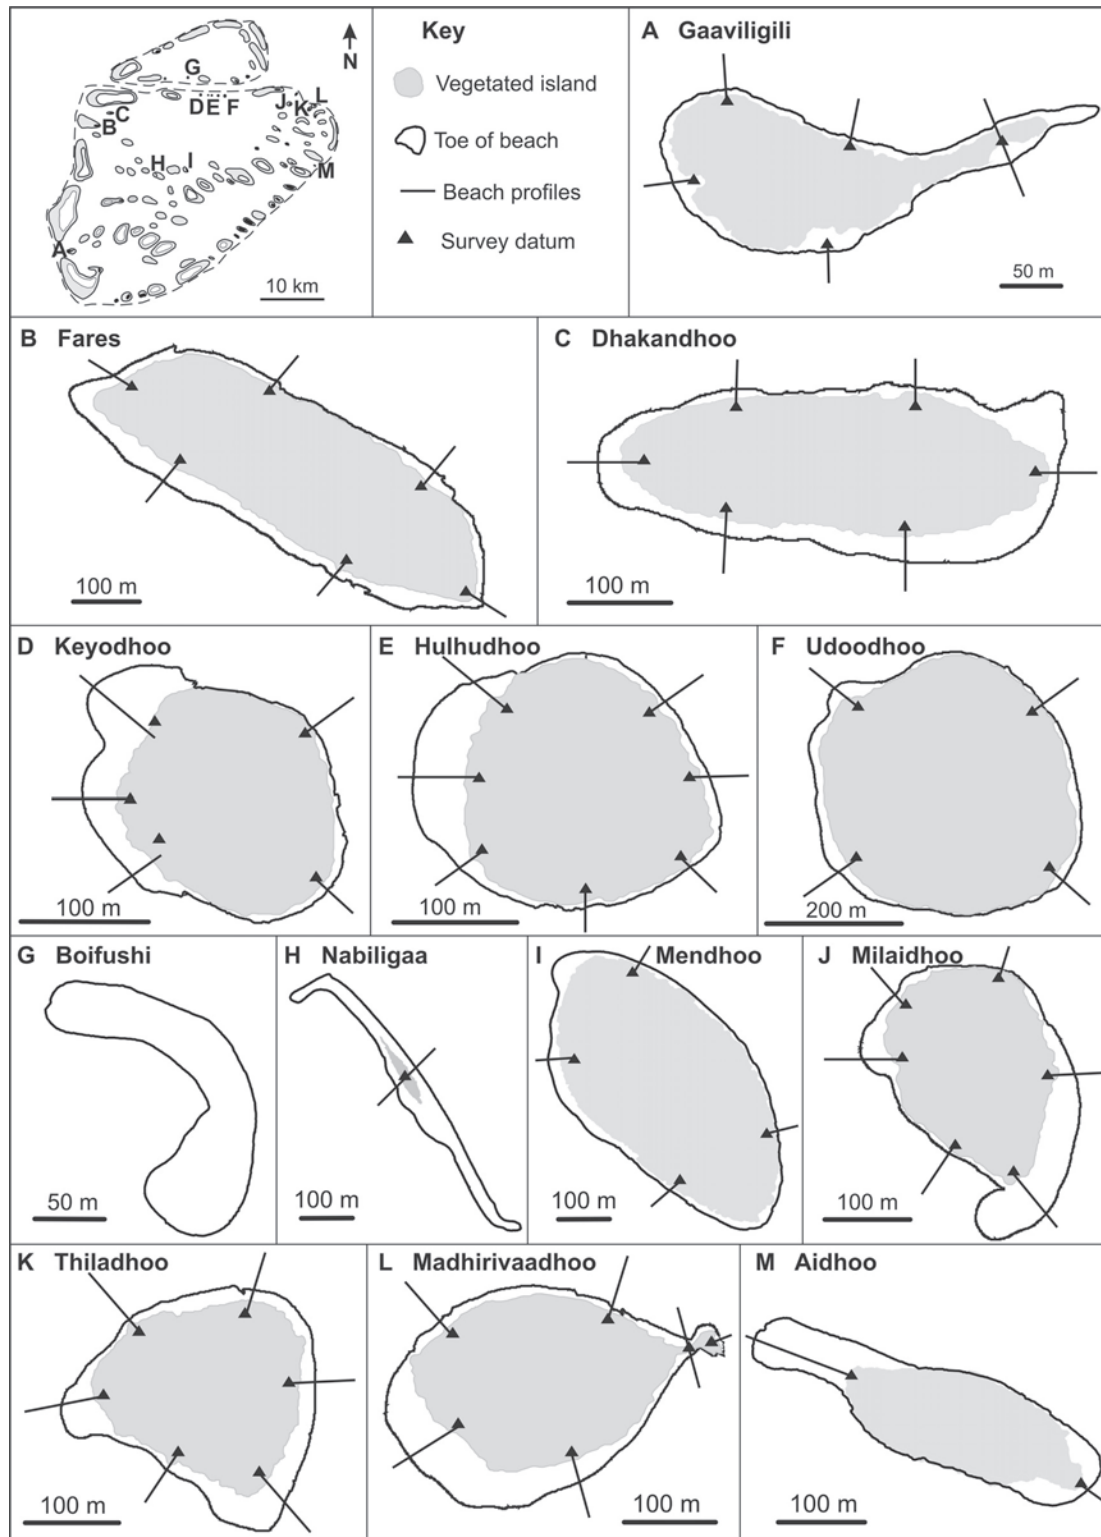 N
G
D E F
J
L
K
C
B
H I
M
A
10 km
Key
Vegetated island
Toe of beach
Beach profiles
Survey datum
A Gaaviligili
50 m
B Fares
100 m
C Dhakandhoo
100 m
D Keyodhoo
100 m
E Hulhudhoo
100 m
F Udoodhoo
200 m
G Boifushi
50 m
H Nabiligaa
100 m
I Mendhoo
100 m
J Milaidhoo
100 m
K Thiladhoo
100 m
L Madhirivaadhoo
100 m
M Aidhoo
100 m